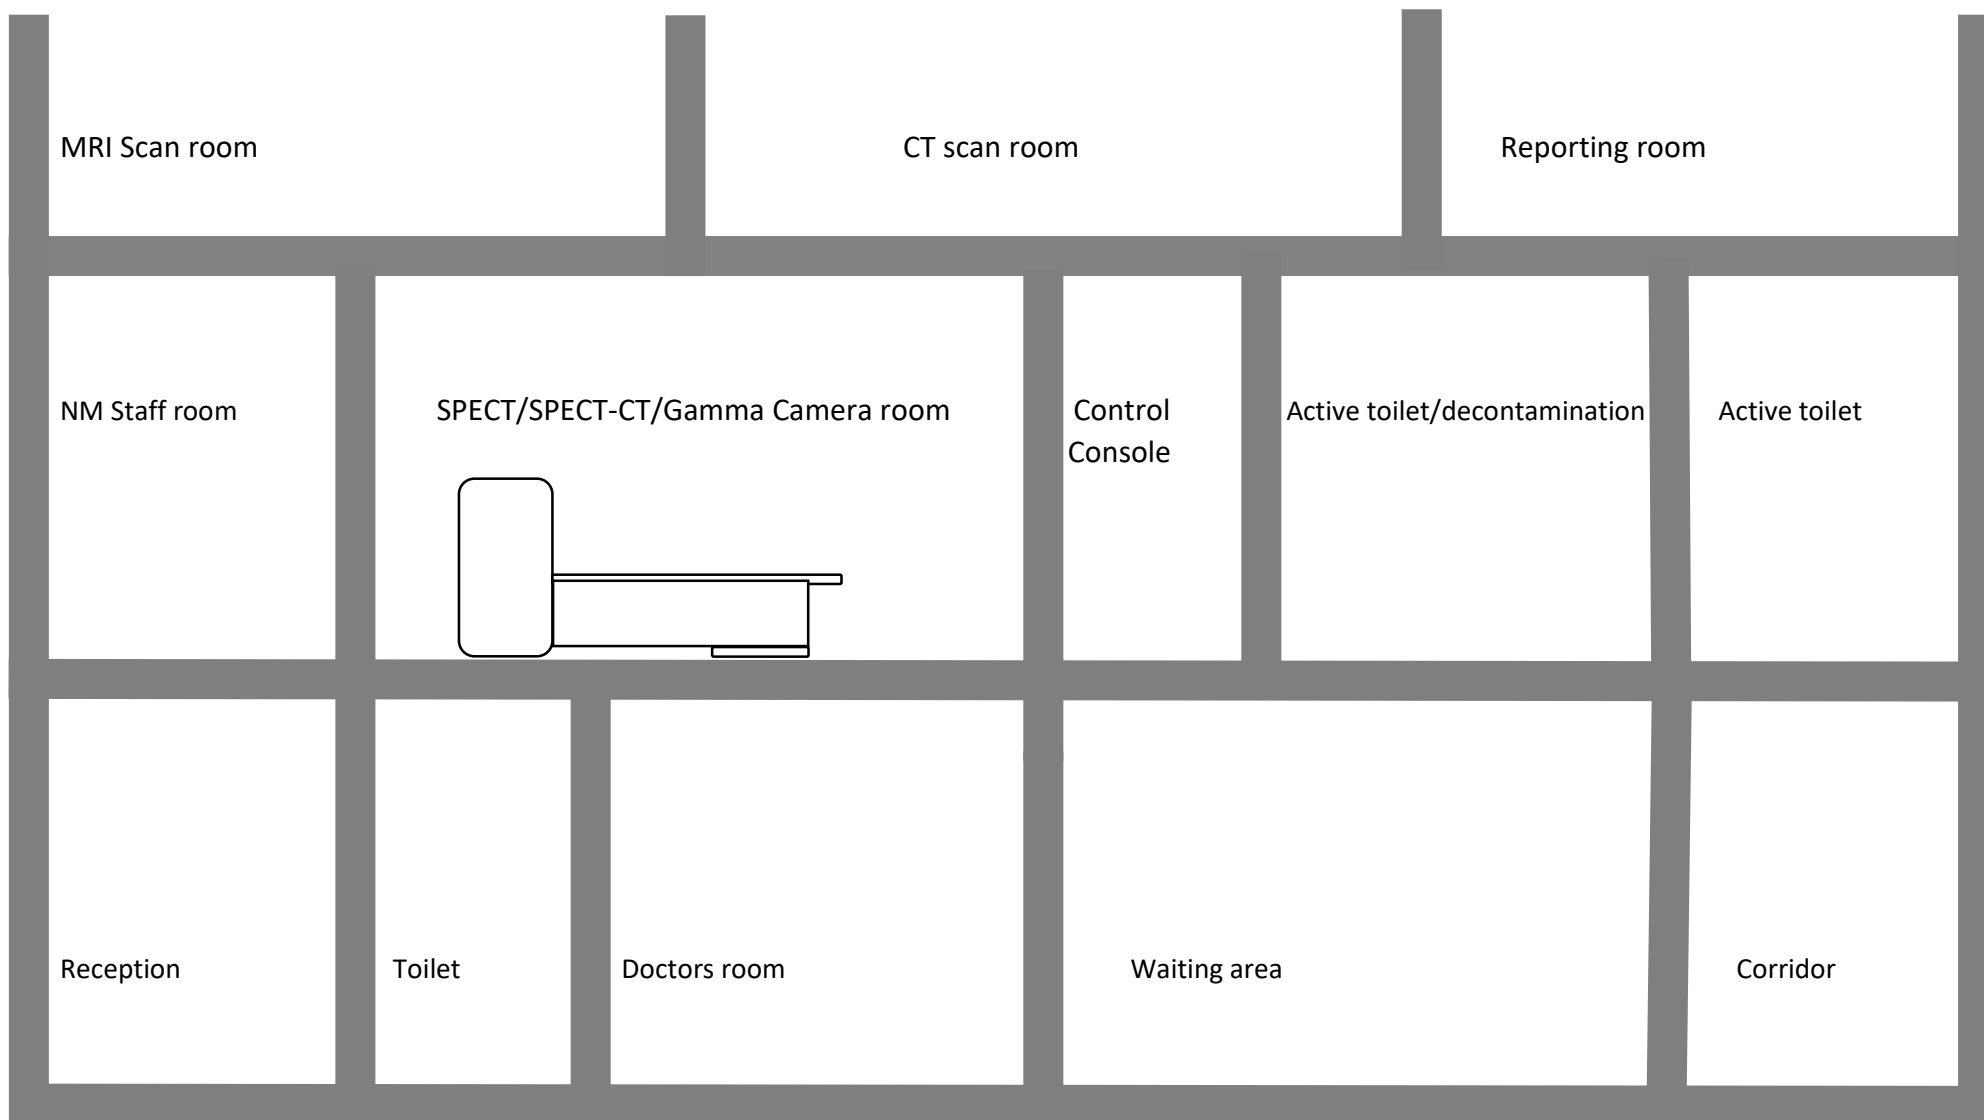 MRI Scan room
CT scan room
Reporting room
NM Staff room
SPECT/SPECT-CT/Gamma Camera room
Control
Console
Active toilet/decontamination
Active toilet
Reception
Toilet
Doctors room
Waiting area
Corridor